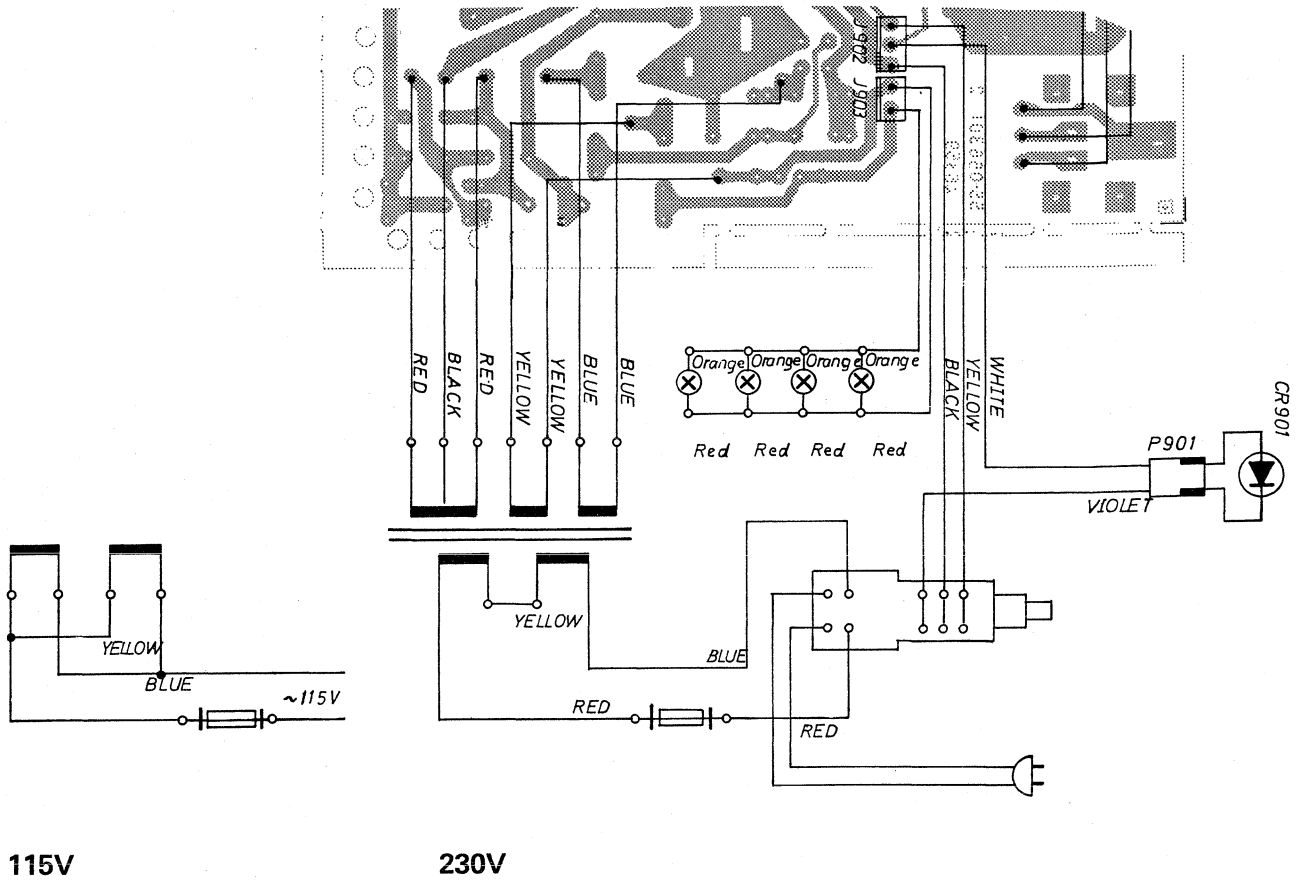 J902
J903
RED
BLACK
RED
YELLOW
YELLOW
BLUE
BLUE
Orange
Orange
Orange
Orange
Red
Red
Red
Red
BLACK
YELLOW
WHITE
CR901
P901
VIOLET
YELLOW
BLUE
~115V
YELLOW
BLUE
RED
RED
115V
230V